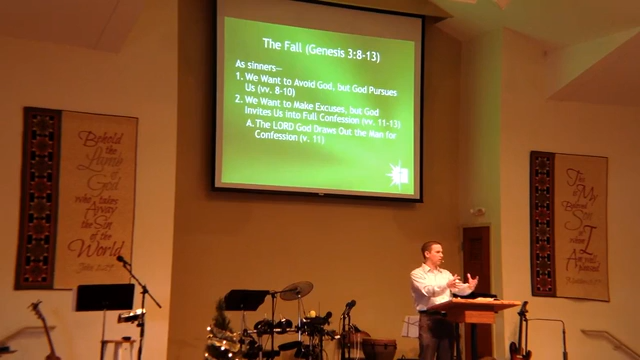 The Fall (Genesis 3:8-13)
As sinners—
1. We Want to Avoid God, but God Pursues
Us (vv. 8-10)
2. We Want to Make Excuses, but God
Invites Us into Full Confession (vv. 11-13)
A. The LORD God Draws Out the Man for
Confession (v. 11)
Behold
the
Lamb
of
God
who takes
Away
the Sin
of the
World
John 1:29
This
is My
Beloved
Son
in whom
I
Am well
pleased